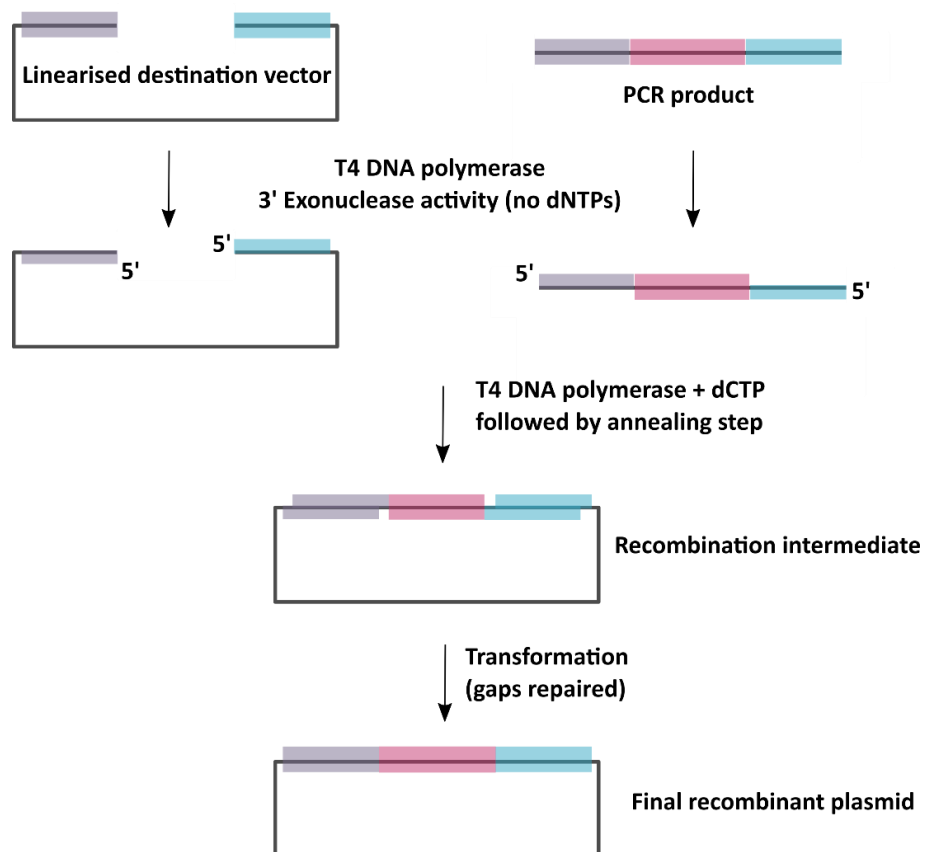 Linearised destination vector
PCR product
T4 DNA polymerase
3' Exonuclease activity (no dNTPs)
5'
5'
5'
5'
T4 DNA polymerase + dCTP
followed by annealing step
Recombination intermediate
Transformation
(gaps repaired)
Final recombinant plasmid